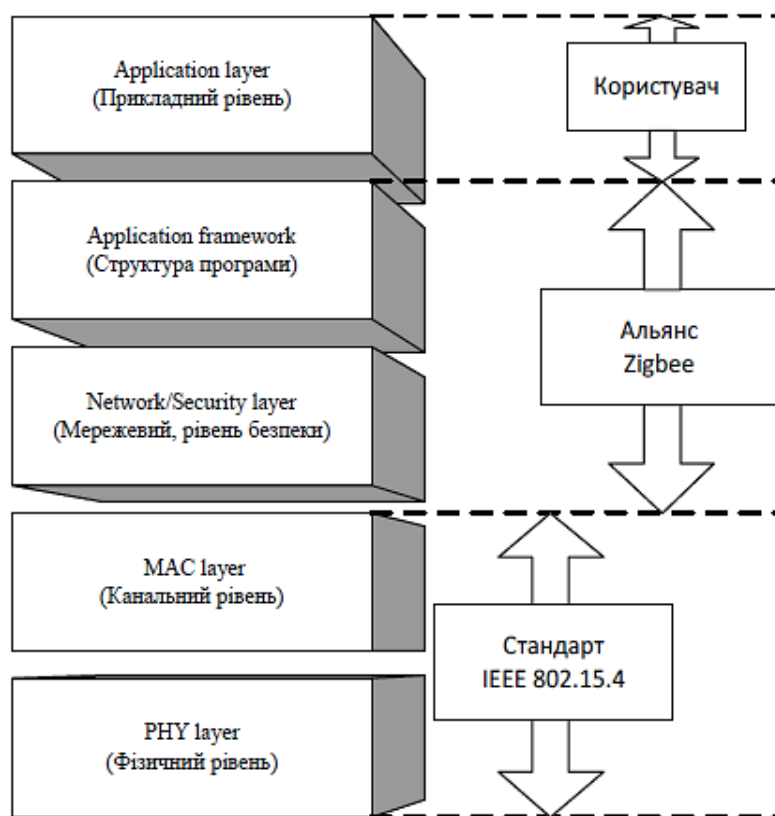 Application layer
(Прикладний рівень)
Користувач
Application framework
(Структура програми)
Альянс
Zigbee
Network/Security layer
(Мережевий, рівень безпеки)
MAC layer
(Канальний рівень)
Стандарт
IEEE 802.15.4
PHY layer
(Фізичний рівень)